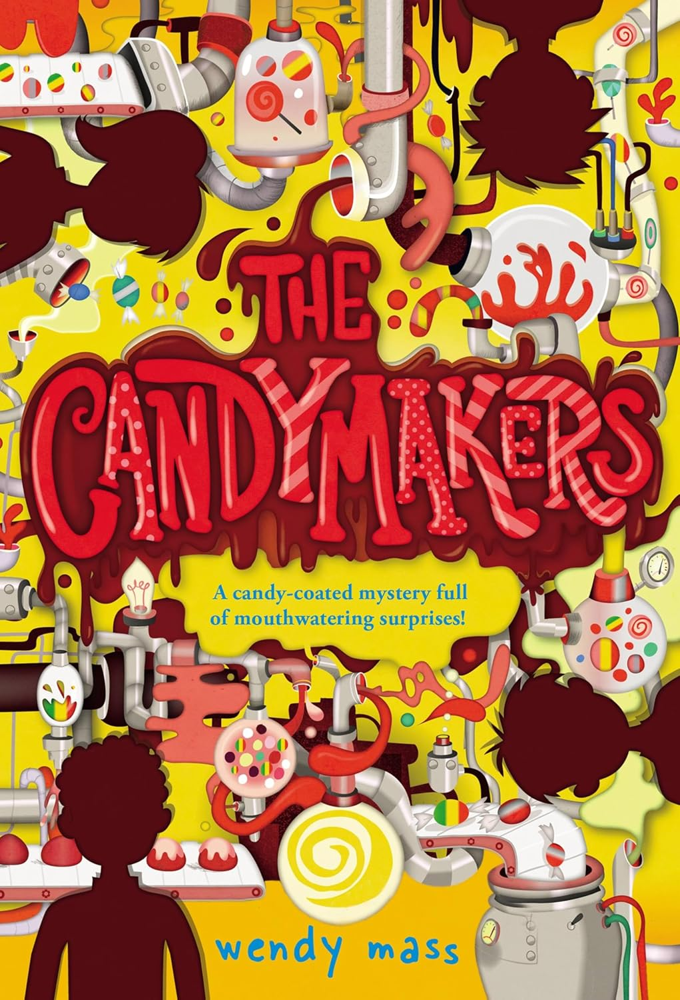 THE
CANDYMAKERS
A candy-coated mystery full
of mouthwatering surprises!
wendy mass